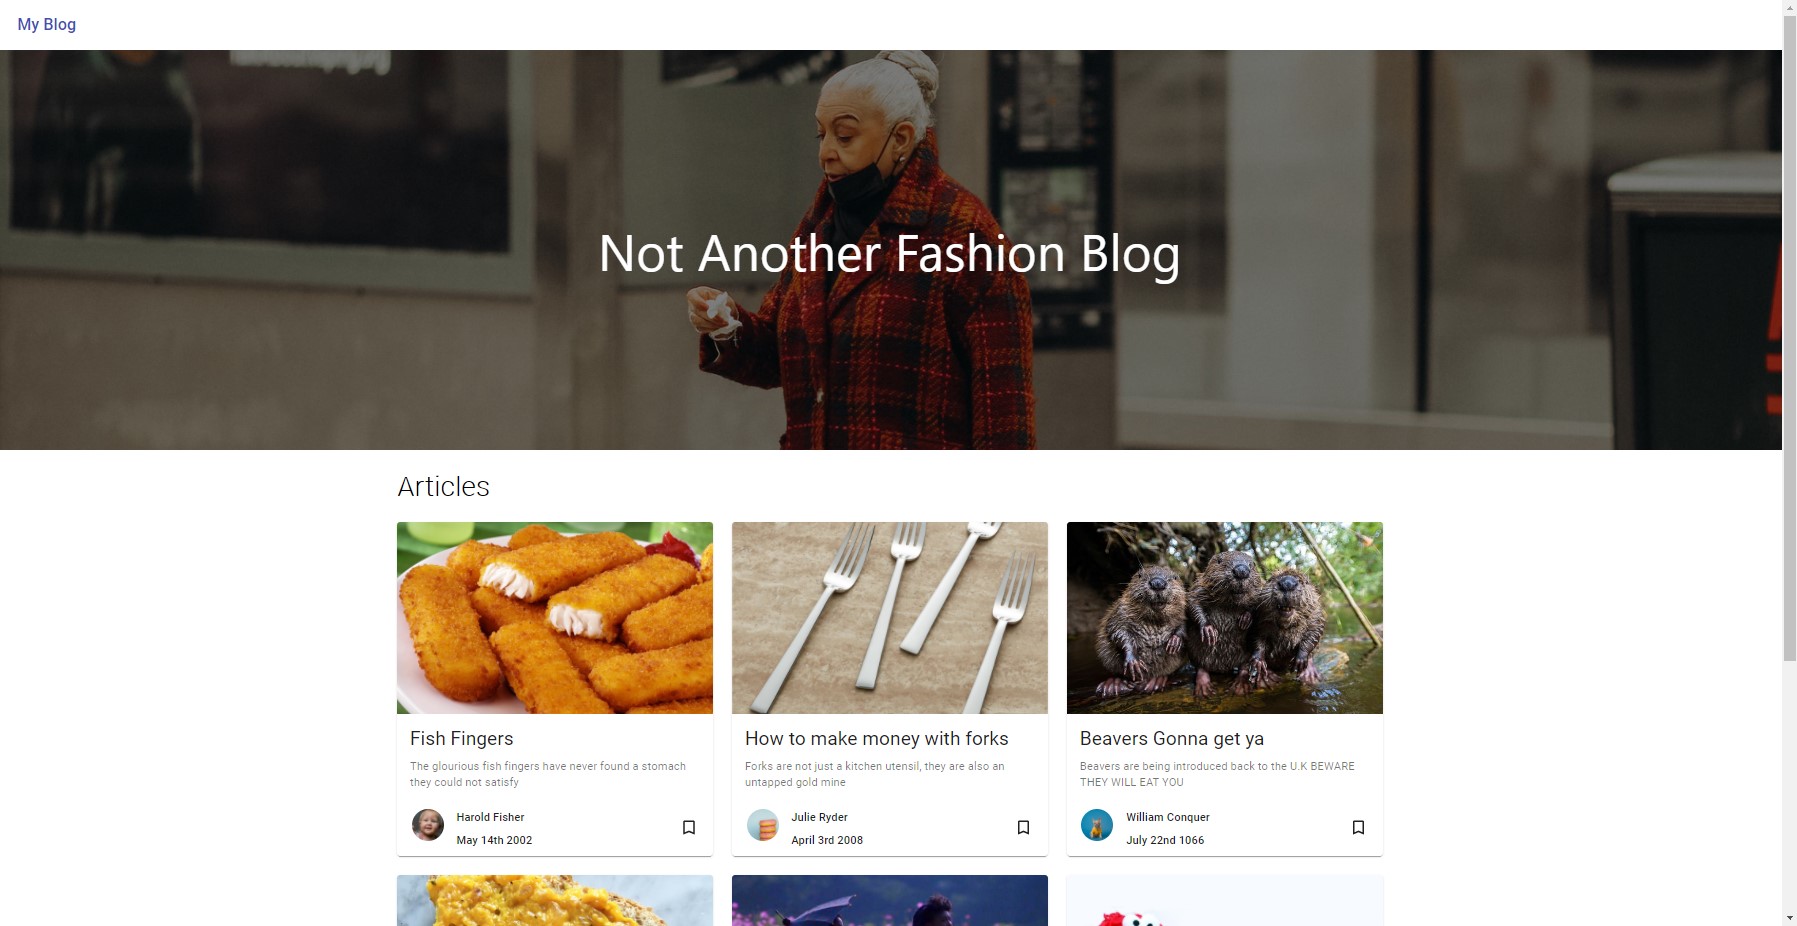 My Blog
Not Another Fashion Blog
Articles
Fish Fingers
The glourious fish fingers have never found a stomach
they could not satisfy
Harold Fisher
May 14th 2002
How to make money with forks
Forks are not just a kitchen utensil, they are also an
untapped gold mine
Julie Ryder
April 3rd 2008
Beavers Gonna get ya
Beavers are being introduced back to the U.K BEWARE
THEY WILL EAT YOU
William Conquer
July 22nd 1066